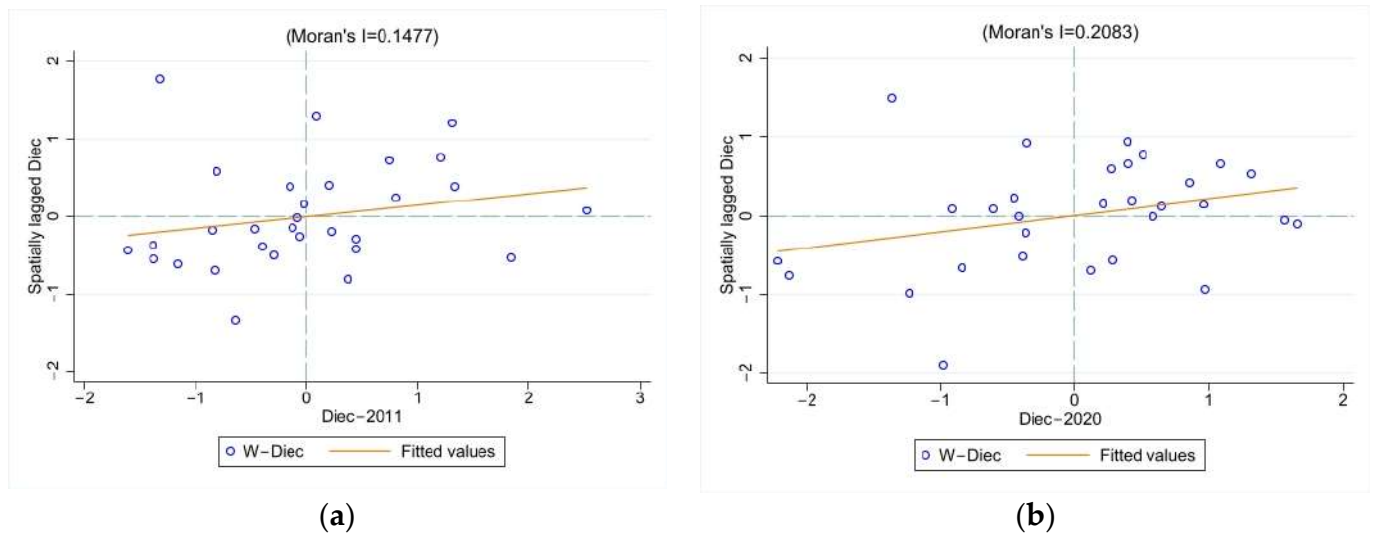 (Moran's I=0.1477)
Spatially lagged Diec
2
1
0
−1
−2
−2 −1 0 1 2 3
Diec−2011
W−Diec Fitted values
(a)
(Moran's I=0.2083)
Spatially lagged Diec
2
1
0
−1
−2
−2 −1 0 1 2
Diec−2020
W−Diec Fitted values
(b)